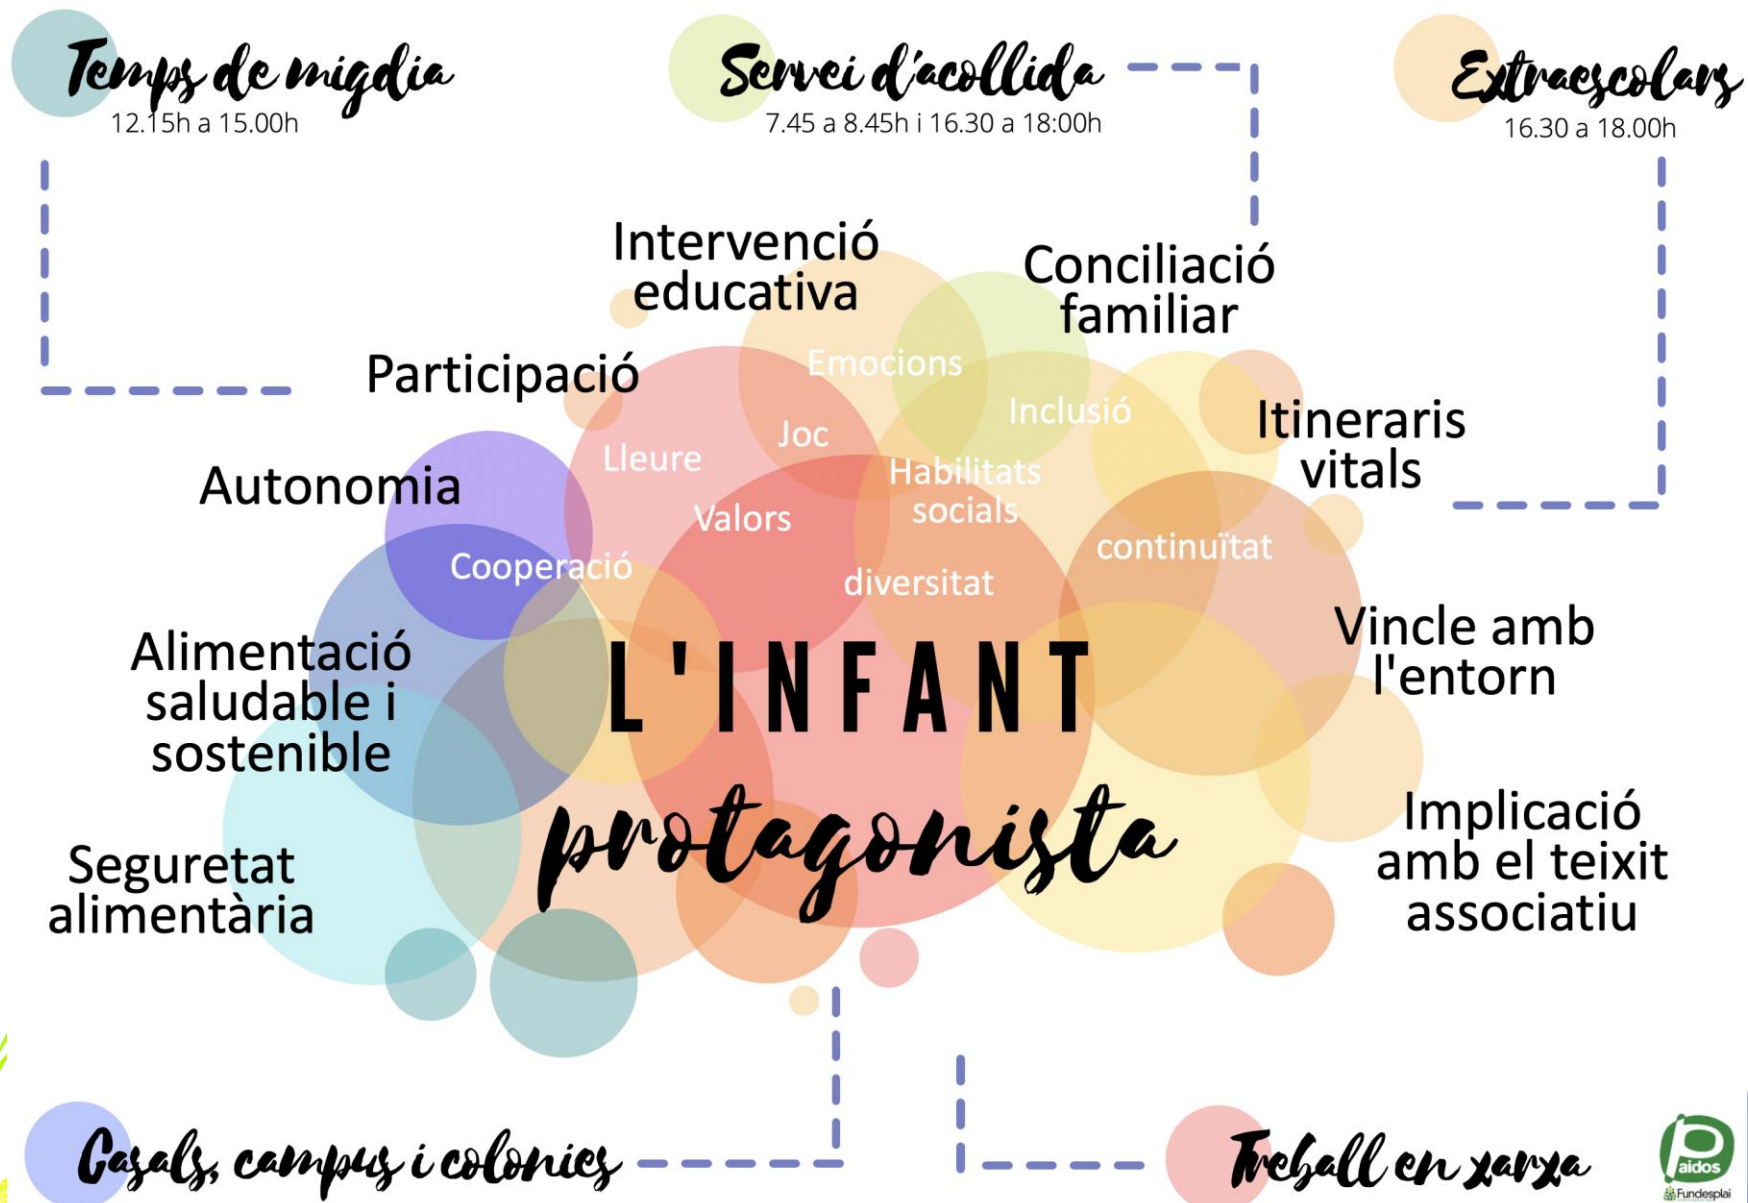 Temps de migdia
12.15h a 15.00h
Servei d'acollida
7.45 a 8.45h i 16.30 a 18:00h
Extraescolars
16.30 a 18.00h
Intervenció
educativa
Conciliació
familiar
Participació
Emocions
Inclusió
Itineraris
vitals
Joc
Lleure
Habilitats
socials
Autonomia
Valors
continuïtat
Cooperació
diversitat
Alimentació
saludable i
sostenible
L'INFANT
protagonista
Vincle amb
l'entorn
Seguretat
alimentària
Implicació
amb el teixit
associatiu
Casals, campus i colonies
Treball en xarxa
Paidos
Fundesplai